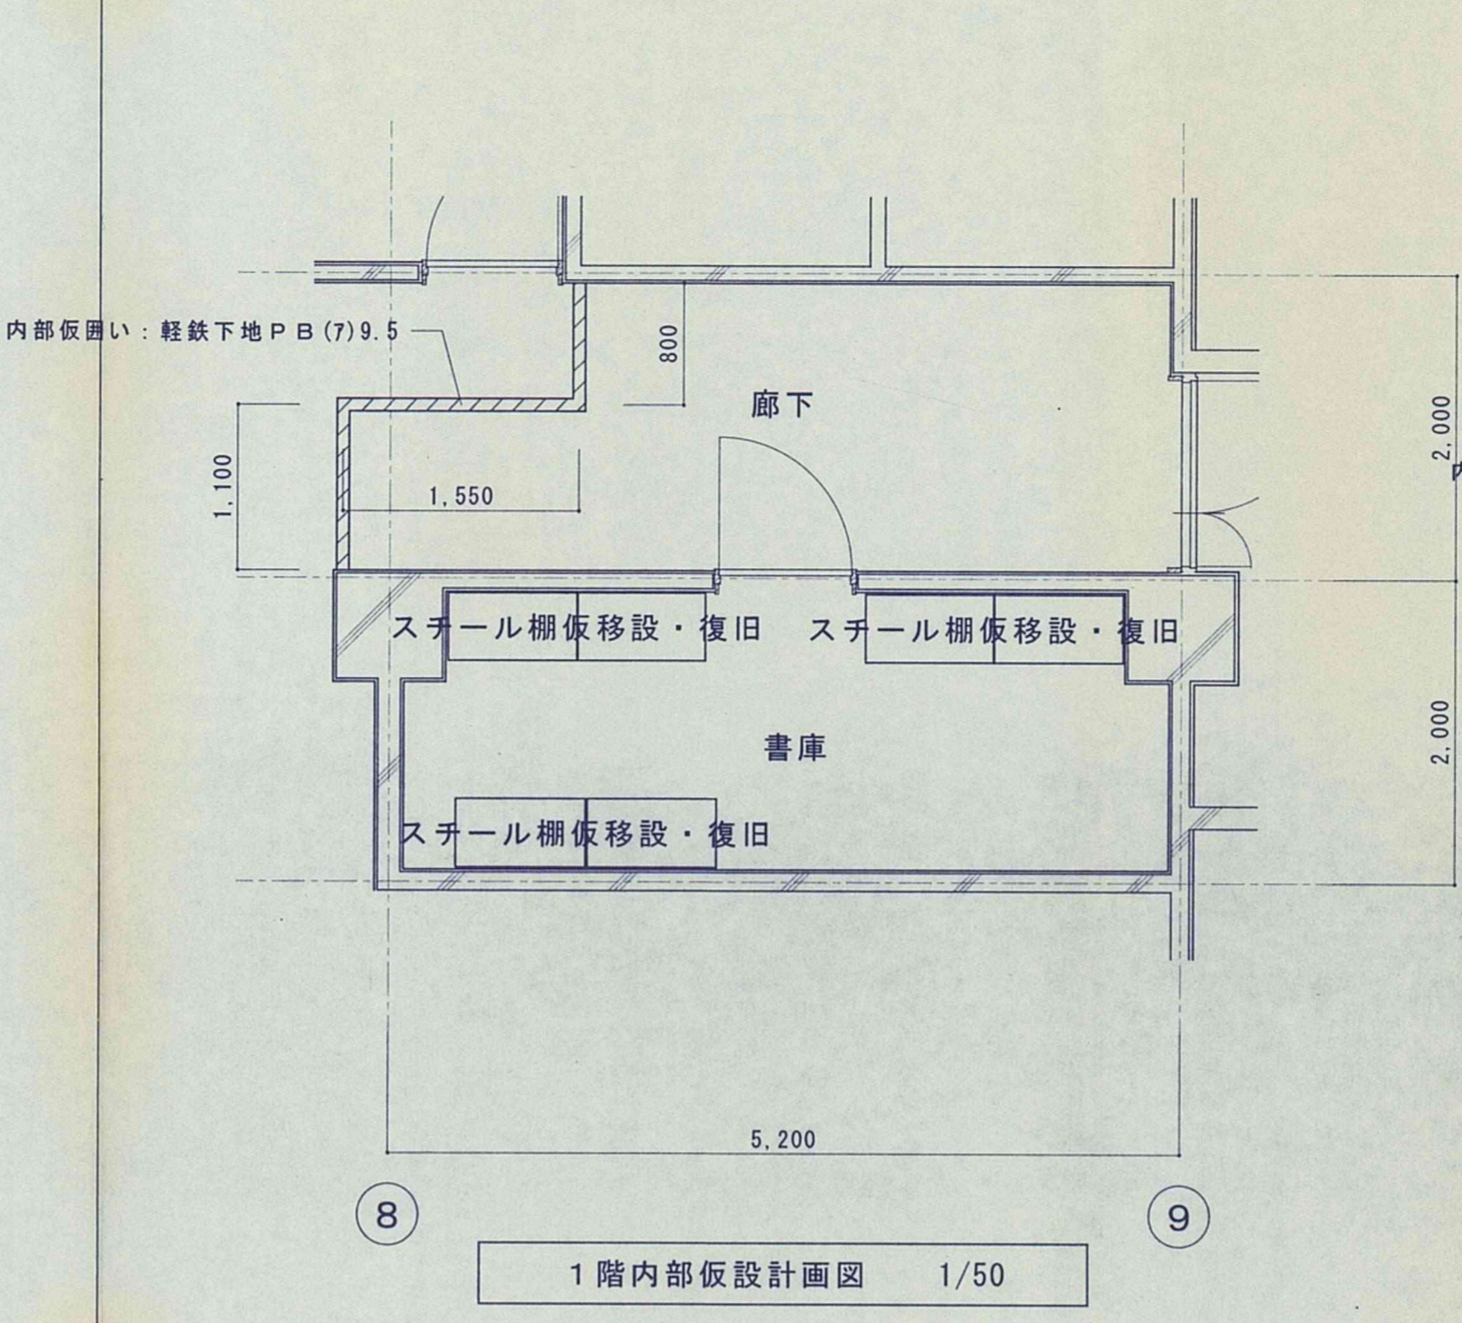 内部仮囲い：軽鉄下地ＰＢ(7)9.5
800
廊下
2,000
1,100
1,550
スチール棚仮移設・復旧 スチール棚仮移設・復旧
2,000
書庫
スチール棚仮移設・復旧
5,200
8 9
1階内部仮設計画図 1/50